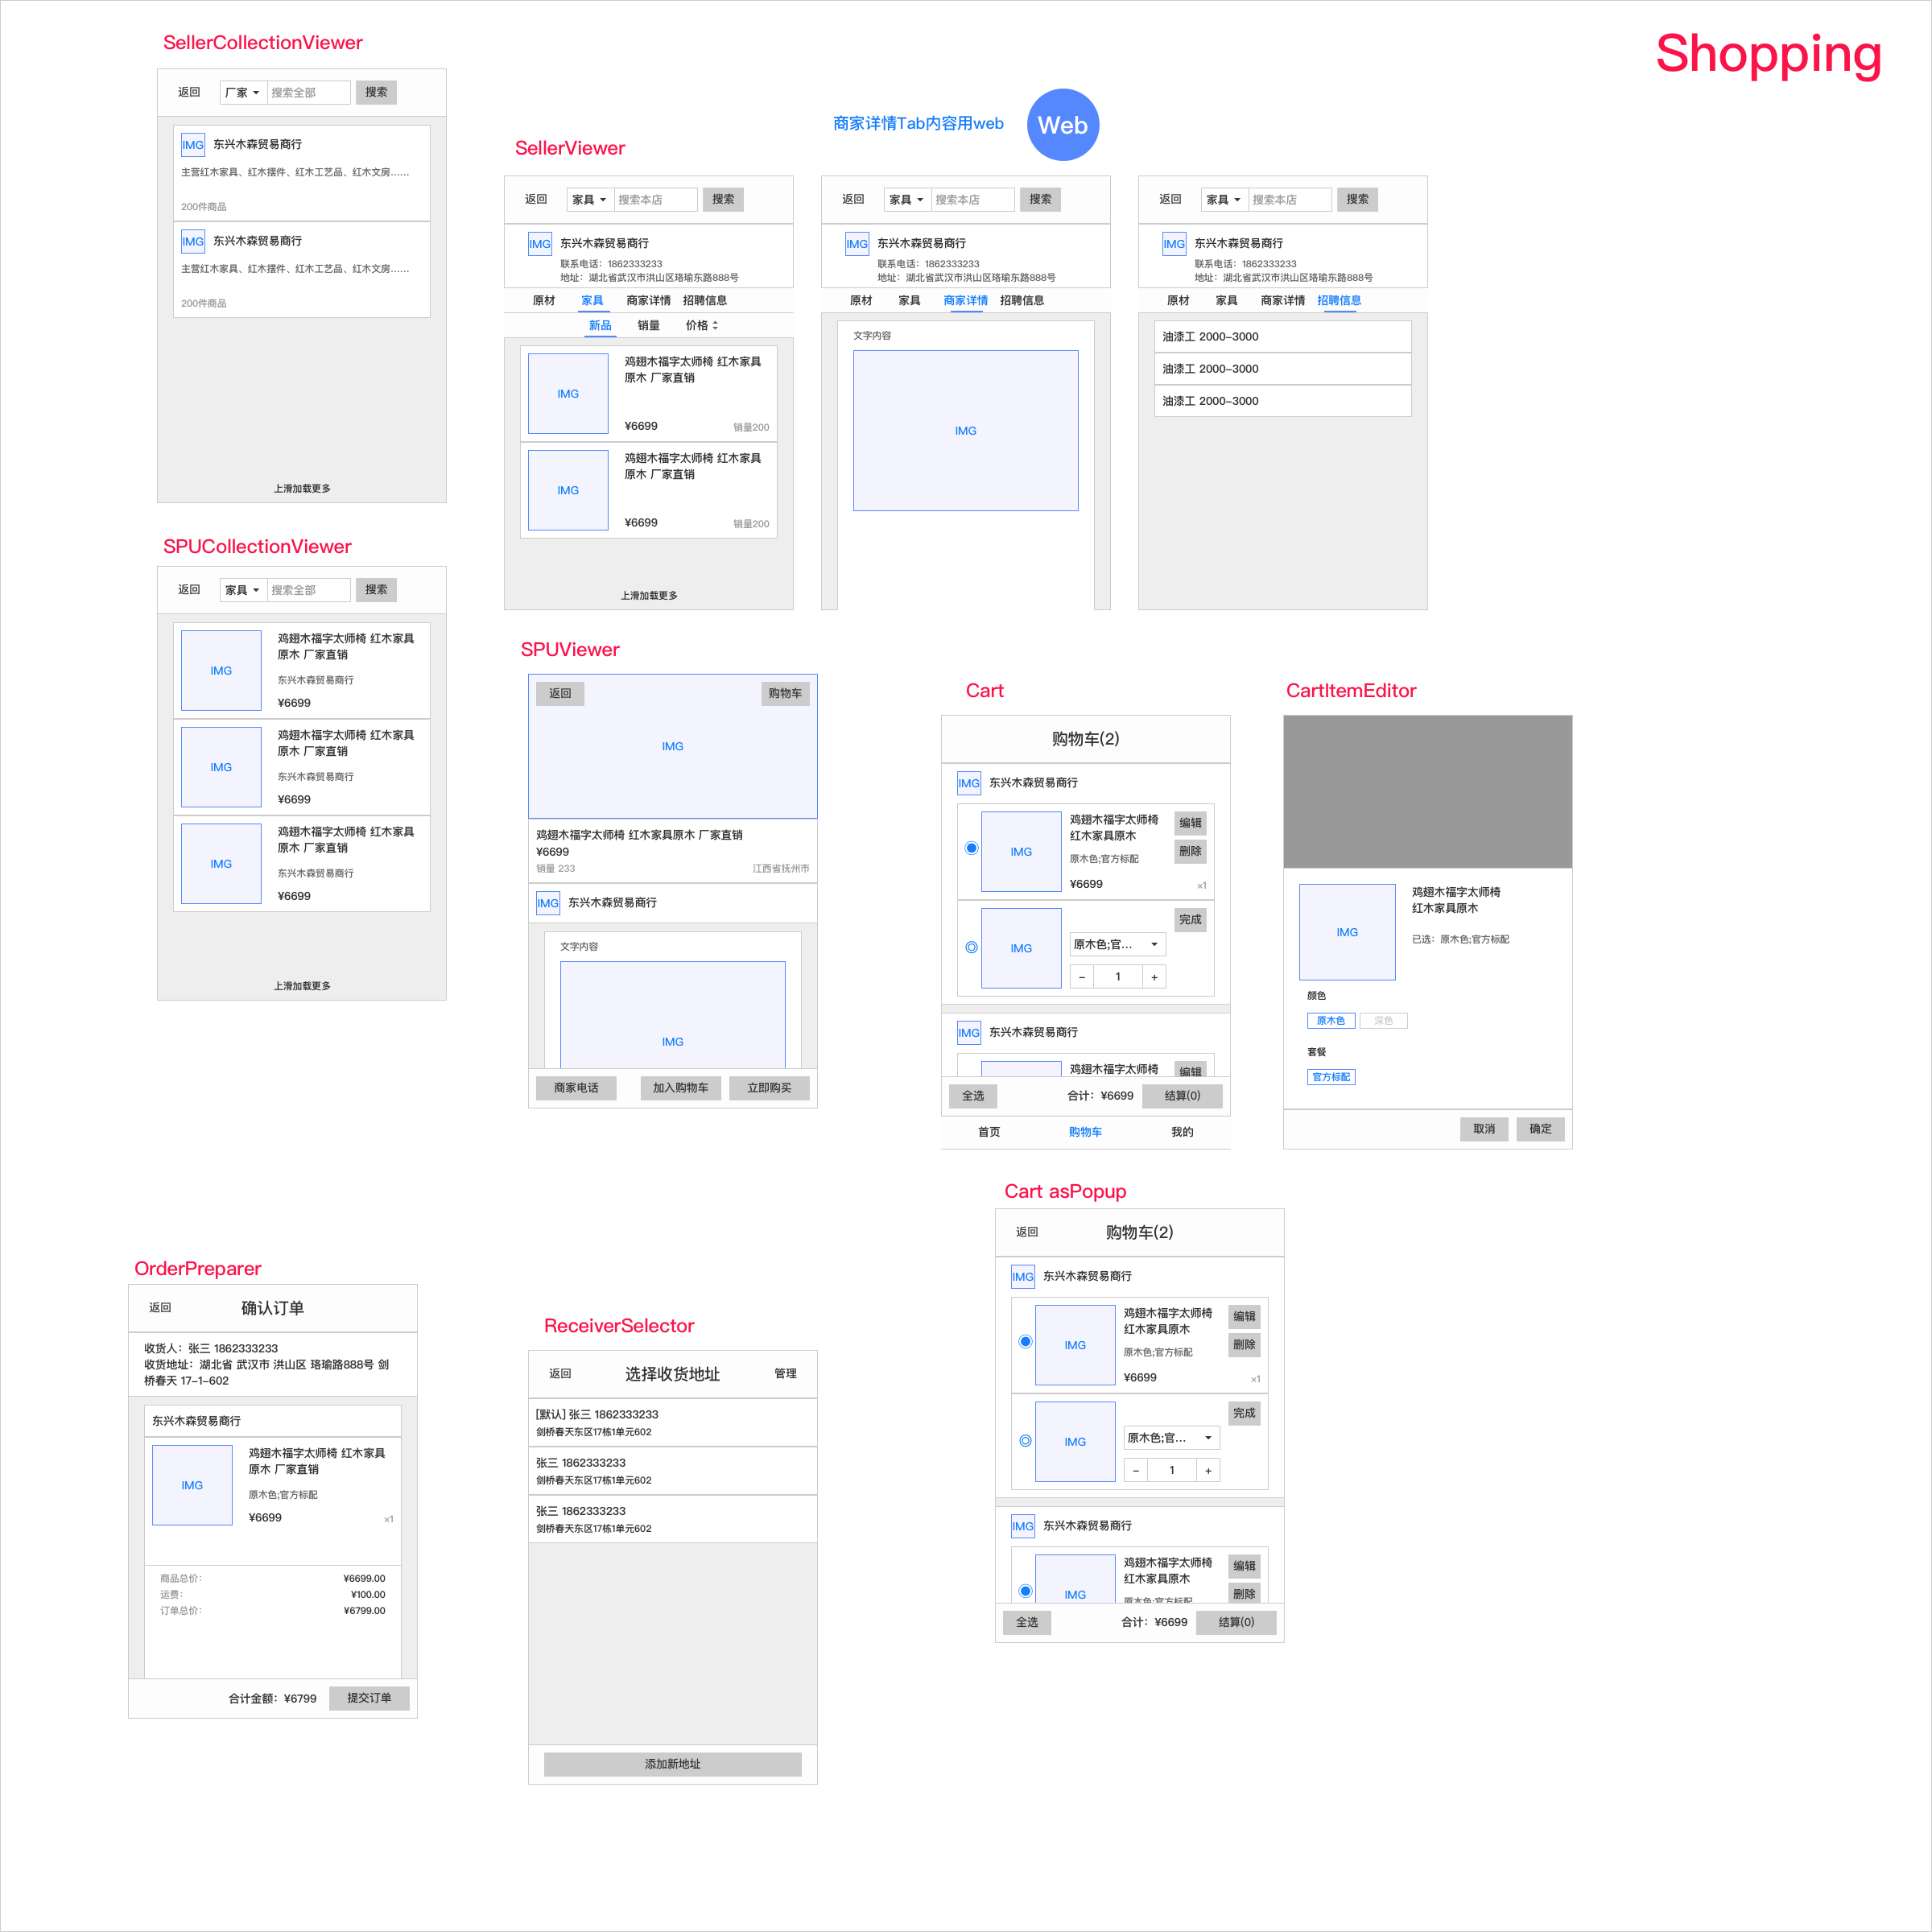 Shopping
SellerCollectionViewer
返回 厂家 搜索全部 搜索
IMG 东兴木森贸易商行
主营红木家具、红木摆件、红木工艺品、红木文房……
200件商品
IMG 东兴木森贸易商行
主营红木家具、红木摆件、红木工艺品、红木文房……
200件商品
上滑加载更多
商家详情Tab内容用web
Web
SellerViewer
返回 家具 搜索本店 搜索
IMG 东兴木森贸易商行
联系电话：1862333233
地址：湖北省武汉市洪山区珞瑜东路888号
原材 家具 商家详情 招聘信息
新品 销量 价格
IMG
鸡翅木福字太师椅 红木家具
原木 厂家直销
¥6699 销量200
IMG
鸡翅木福字太师椅 红木家具
原木 厂家直销
¥6699 销量200
上滑加载更多
返回 家具 搜索本店 搜索
IMG 东兴木森贸易商行
联系电话：1862333233
地址：湖北省武汉市洪山区珞瑜东路888号
原材 家具 商家详情 招聘信息
文字内容
IMG
返回 家具 搜索本店 搜索
IMG 东兴木森贸易商行
联系电话：1862333233
地址：湖北省武汉市洪山区珞瑜东路888号
原材 家具 商家详情 招聘信息
油漆工 2000-3000
油漆工 2000-3000
油漆工 2000-3000
SPUCollectionViewer
返回 家具 搜索全部 搜索
IMG
鸡翅木福字太师椅 红木家具
原木 厂家直销
东兴木森贸易商行
¥6699
IMG
鸡翅木福字太师椅 红木家具
原木 厂家直销
东兴木森贸易商行
¥6699
IMG
鸡翅木福字太师椅 红木家具
原木 厂家直销
东兴木森贸易商行
¥6699
上滑加载更多
SPUViewer
返回 购物车
IMG
鸡翅木福字太师椅 红木家具原木 厂家直销
¥6699
销量 233 江西省抚州市
IMG 东兴木森贸易商行
文字内容
IMG
商家电话 加入购物车 立即购买
Cart
购物车(2)
IMG 东兴木森贸易商行
IMG
鸡翅木福字太师椅
红木家具原木
编辑
删除
原木色;官方标配
¥6699 ×1
完成
IMG
原木色;官...
− 1 +
IMG 东兴木森贸易商行
鸡翅木福字太师椅 编辑
全选 合计：¥6699 结算(0)
首页 购物车 我的
CartItemEditor
IMG
鸡翅木福字太师椅
红木家具原木
已选：原木色;官方标配
颜色
原木色 深色
套餐
官方标配
取消 确定
Cart asPopup
返回 购物车(2)
IMG 东兴木森贸易商行
IMG
鸡翅木福字太师椅
红木家具原木
编辑
删除
原木色;官方标配
¥6699 ×1
完成
IMG
原木色;官...
− 1 +
IMG 东兴木森贸易商行
IMG
鸡翅木福字太师椅
红木家具原木
编辑
删除
原木色;官方标配
全选 合计：¥6699 结算(0)
OrderPreparer
返回 确认订单
收货人：张三 1862333233
收货地址：湖北省 武汉市 洪山区 珞瑜路888号 剑
桥春天 17-1-602
东兴木森贸易商行
IMG
鸡翅木福字太师椅 红木家具
原木 厂家直销
原木色;官方标配
¥6699 ×1
商品总价： ¥6699.00
运费： ¥100.00
订单总价： ¥6799.00
合计金额：¥6799 提交订单
ReceiverSelector
返回 选择收货地址 管理
[默认] 张三 1862333233
剑桥春天东区17栋1单元602
张三 1862333233
剑桥春天东区17栋1单元602
张三 1862333233
剑桥春天东区17栋1单元602
添加新地址